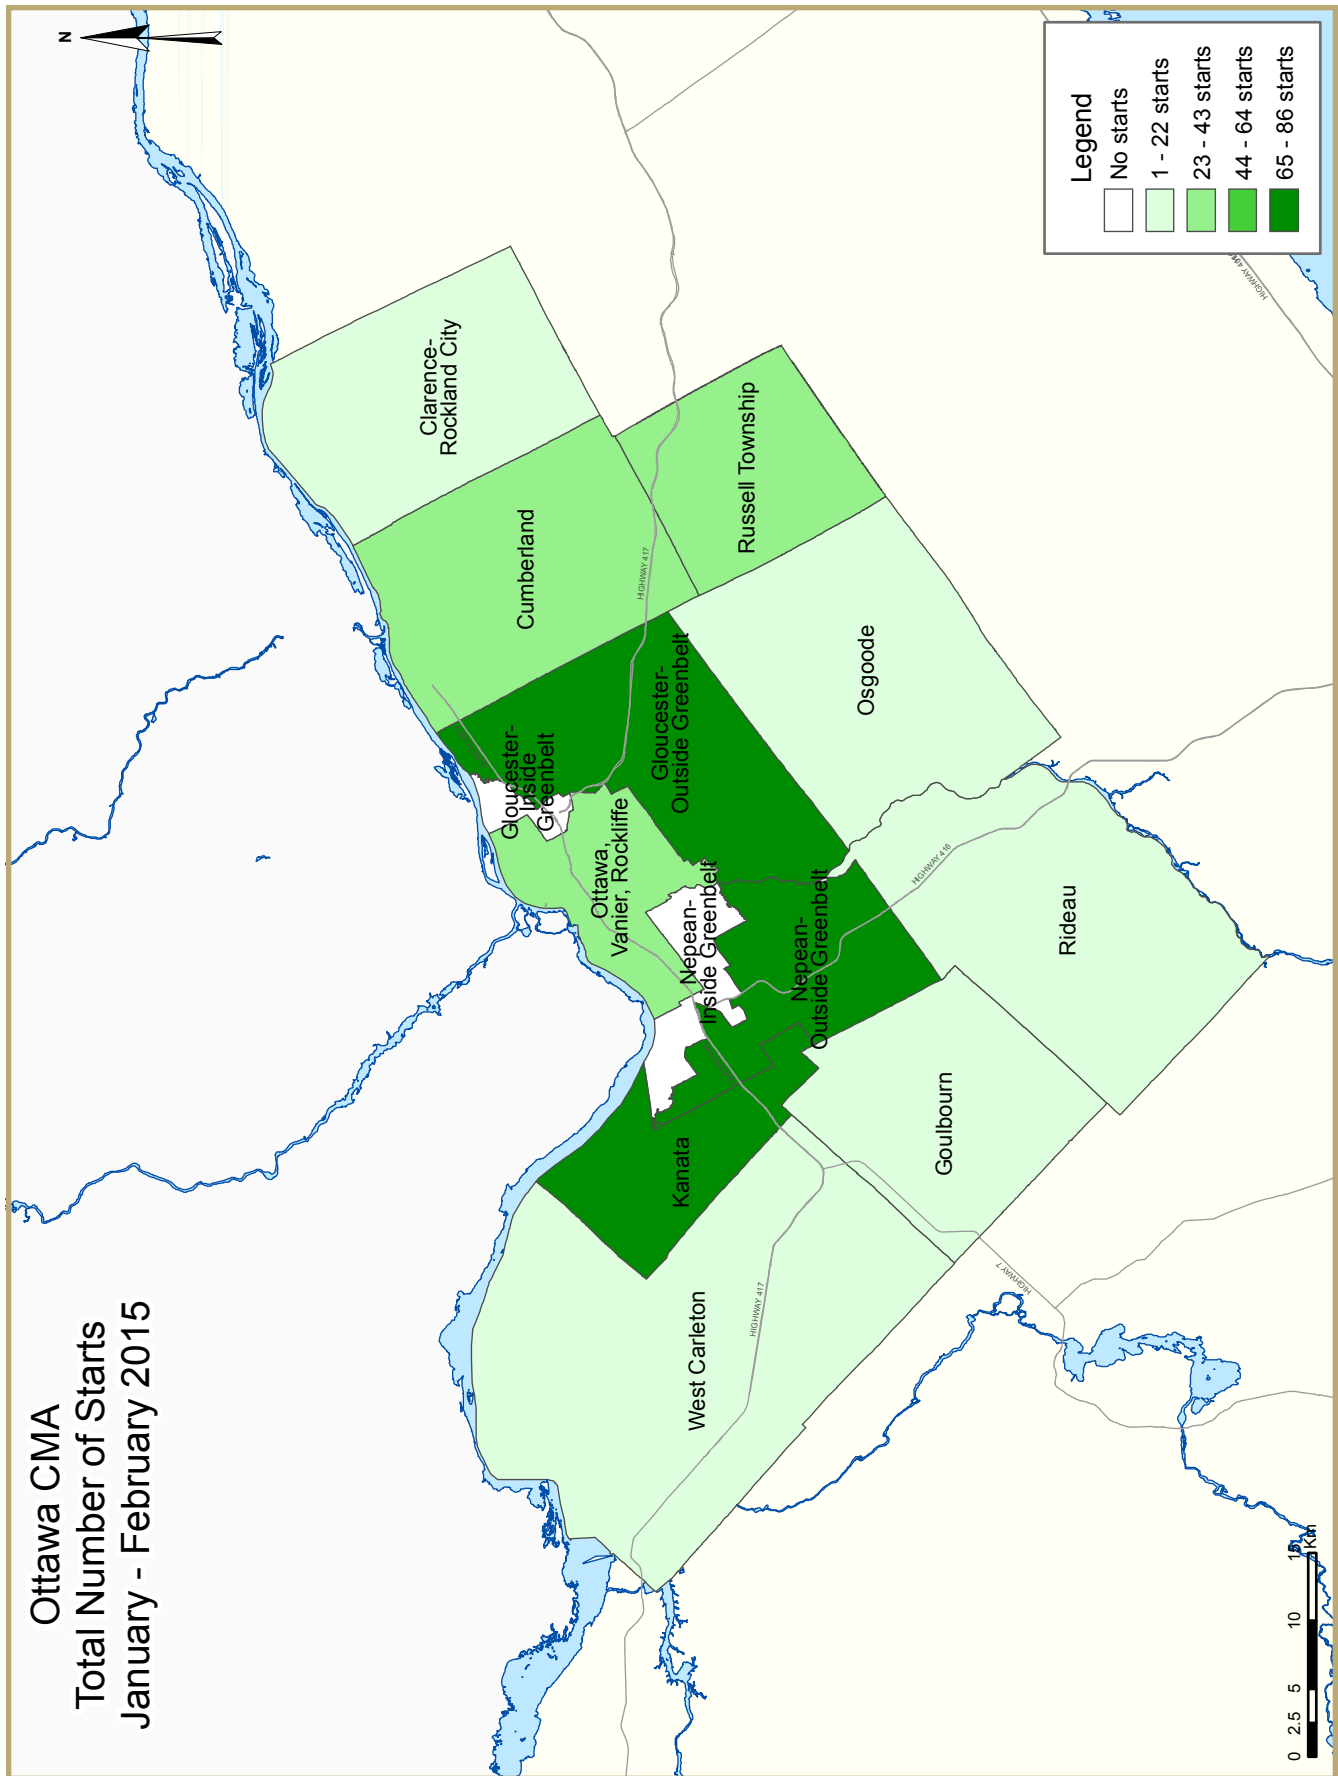 Ottawa CMA
Total Number of Starts
January - February 2015
N
Clarence-
Rockland City
Cumberland
Russell Township
HIGHWAY 417
Gloucester-
Inside
Greenbelt
Gloucester-
Outside Greenbelt
Osgoode
Ottawa,
Vanier, Rockliffe
Nepean-
Inside Greenbelt
Nepean-
Outside Greenbelt
HIGHWAY 416
Rideau
Kanata
Goulbourn
West Carleton
HIGHWAY 417
HIGHWAY 7
Legend
No starts
1 - 22 starts
23 - 43 starts
44 - 64 starts
65 - 86 starts
HIGHWAY 401
0 2.5 5 10 15
Km